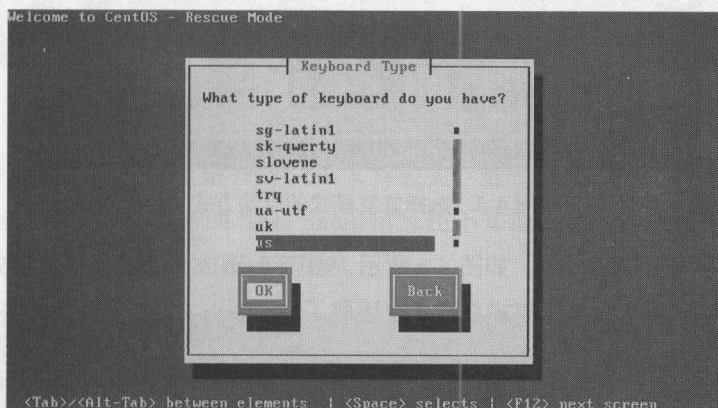 Welcome to CentOS - Rescue Mode
Keyboard Type
What type of keyboard do you have?
sg-latin1
sk-qwerty
slovene
sv-latin1
trq
ua-utf
uk
us
OK
Back
<Tab>/<Alt-Tab> between elements | <Space> selects | <F12> next screen